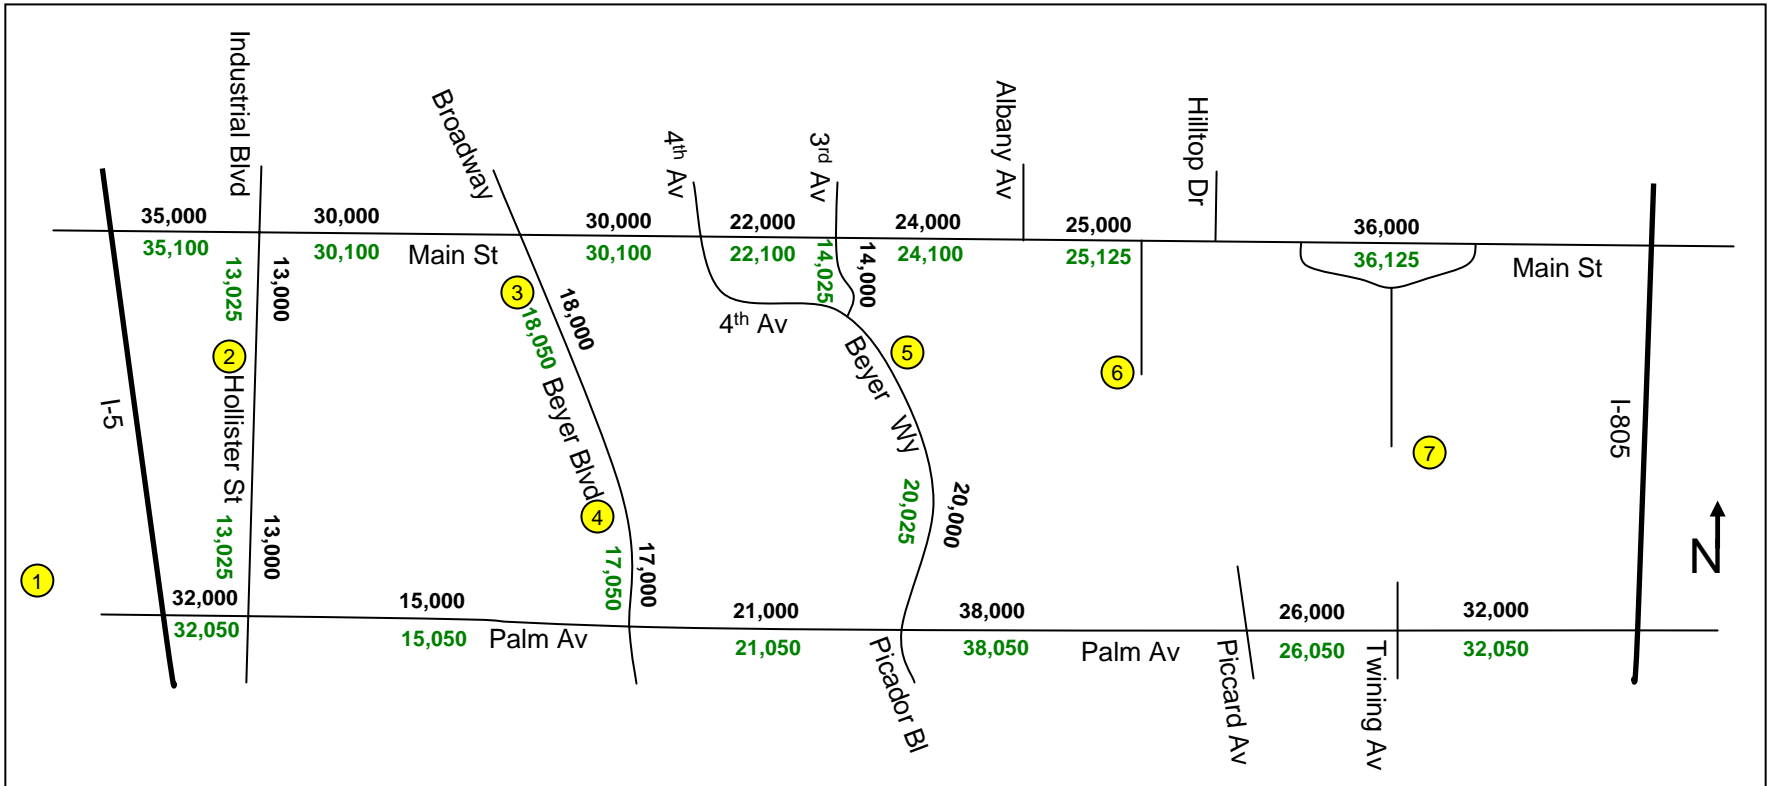 Industrial Blvd
Broadway
4th Av
3rd Av
Albany Av
Hilltop Dr
35,000
30,000
30,000
22,000
24,000
25,000
36,000
35,100
30,100
Main St
30,100
22,100
24,100
25,125
36,125
Main St
13,025
13,000
14,025
14,000
3
18,000
18,050
4th Av
2
5
6
Beyer Wy
I-5
Hollister St
Beyer Blvd
I-805
7
4
20,025
20,000
13,025
13,000
17,050
17,000
N
1
32,000
15,000
21,000
38,000
26,000
32,000
32,050
15,050
Palm Av
21,050
38,050
Palm Av
26,050
32,050
Picador Bl
Piccard Av
Twining Av